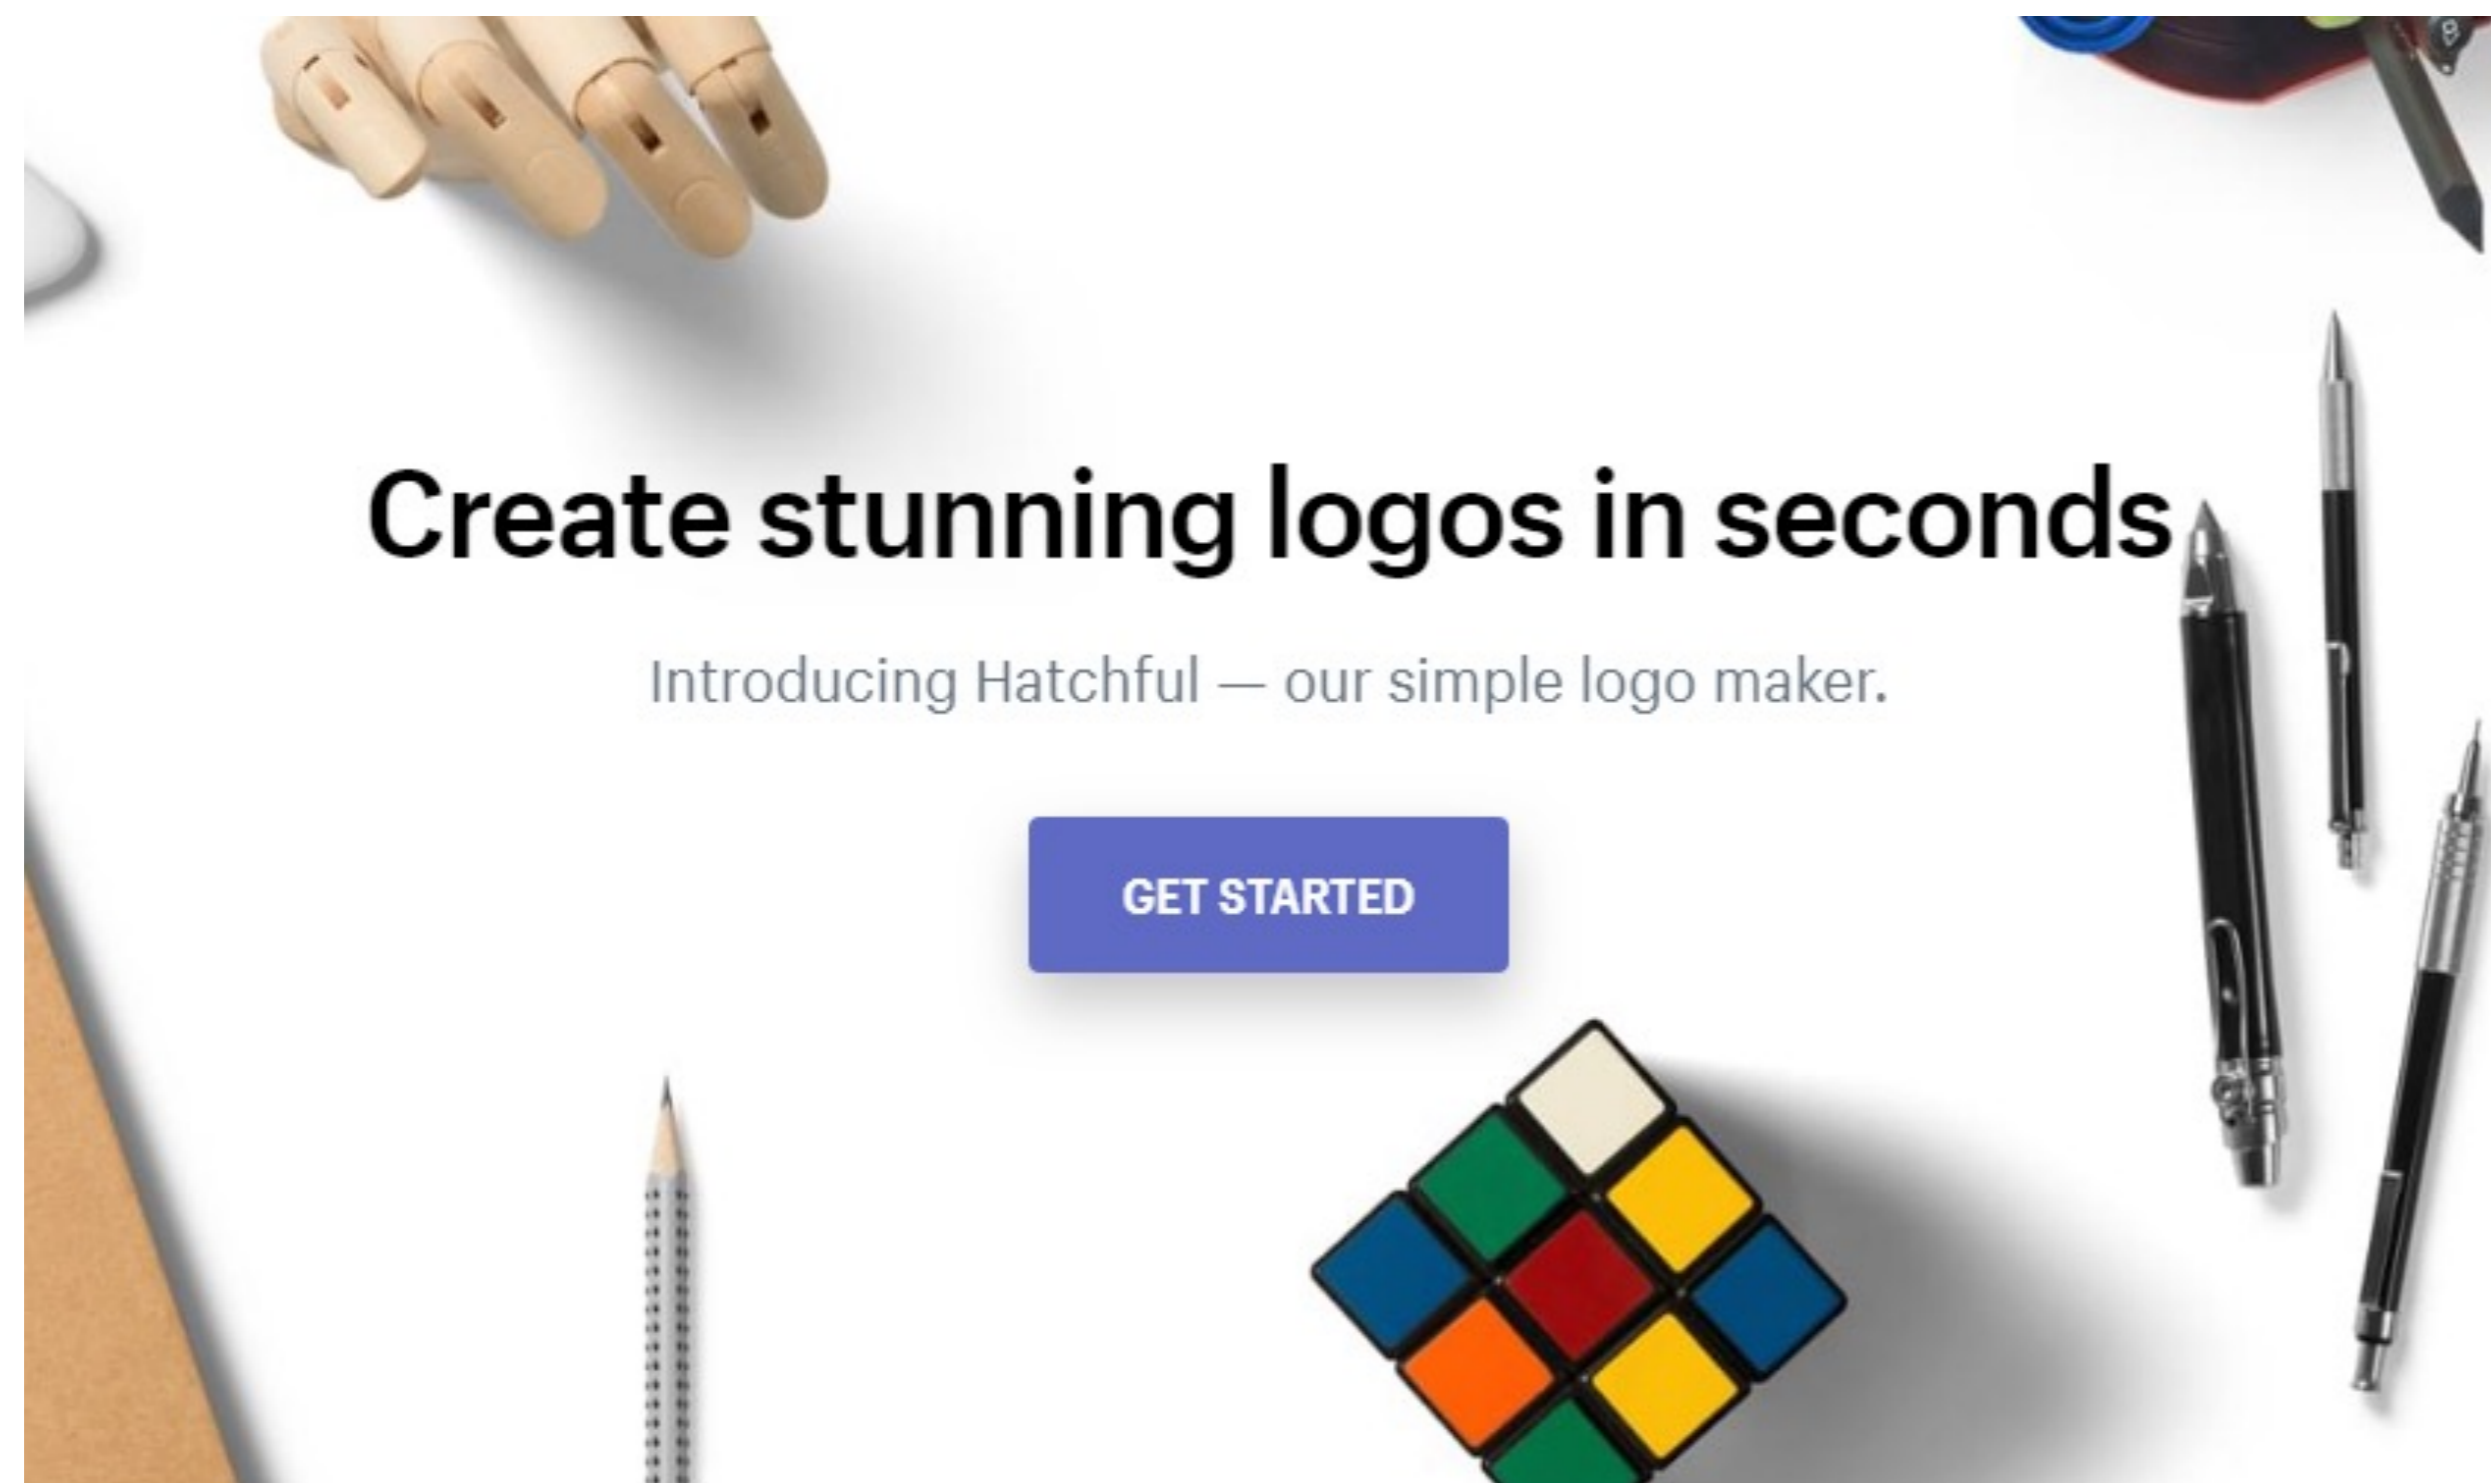 Create stunning logos in seconds
Introducing Hatchful — our simple logo maker.
GET STARTED